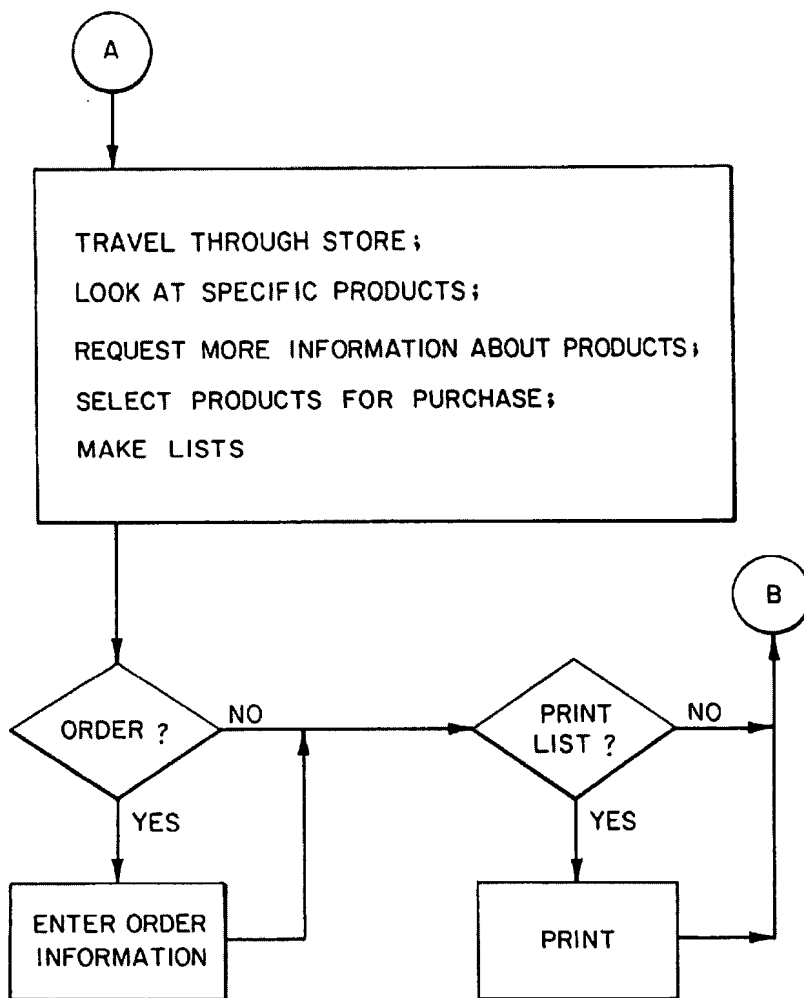 A
TRAVEL THROUGH STORE;
LOOK AT SPECIFIC PRODUCTS;
REQUEST MORE INFORMATION ABOUT PRODUCTS;
SELECT PRODUCTS FOR PURCHASE;
MAKE LISTS
B
ORDER ?
NO
PRINT
LIST ?
NO
YES
YES
ENTER ORDER
INFORMATION
PRINT